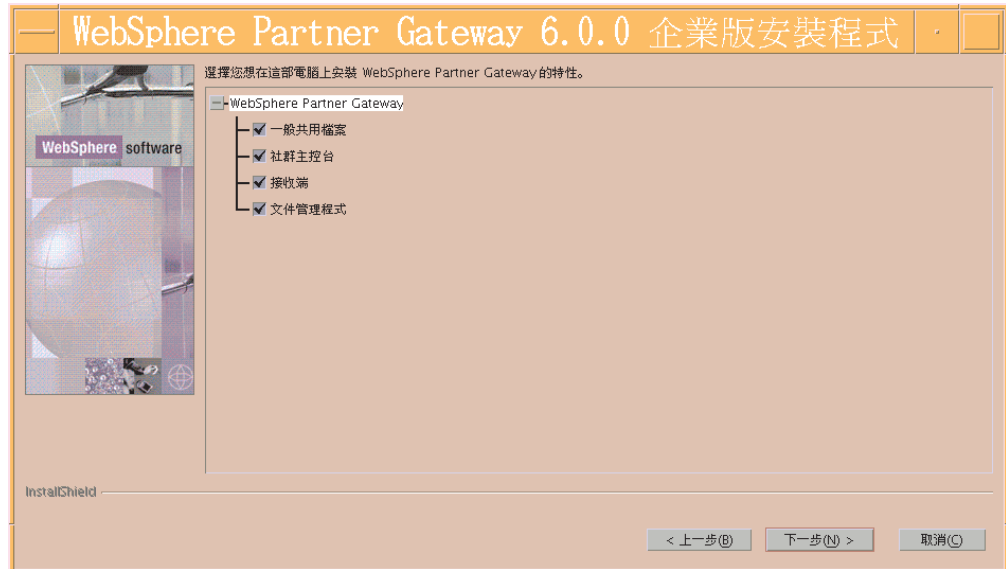 WebSphere Partner Gateway 6.0.0 企業版安裝程式
選擇您想在這部電腦上安裝 WebSphere Partner Gateway 的特性。
WebSphere software
WebSphere Partner Gateway
一般共用檔案
社群主控台
接收端
文件管理程式
InstallShield
< 上一步(B)
下一步(N) >
取消(C)